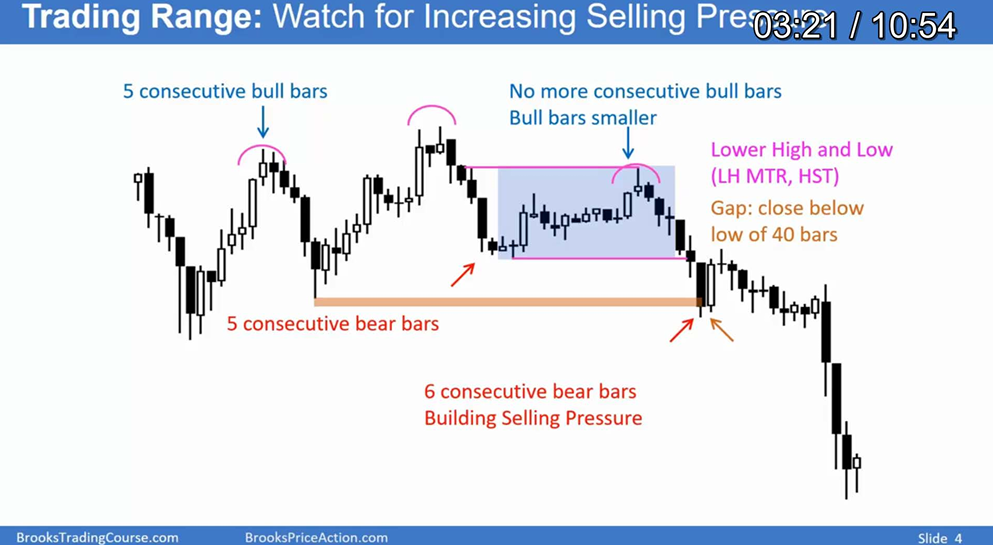 Trading Range: Watch for Increasing Selling Pressure
03:21 / 10:54
5 consecutive bull bars
No more consecutive bull bars
Bull bars smaller
Lower High and Low
(LH MTR, HST)
Gap: close below
low of 40 bars
5 consecutive bear bars
6 consecutive bear bars
Building Selling Pressure
BrooksTradingCourse.com
BrooksPriceAction.com
Slide 4